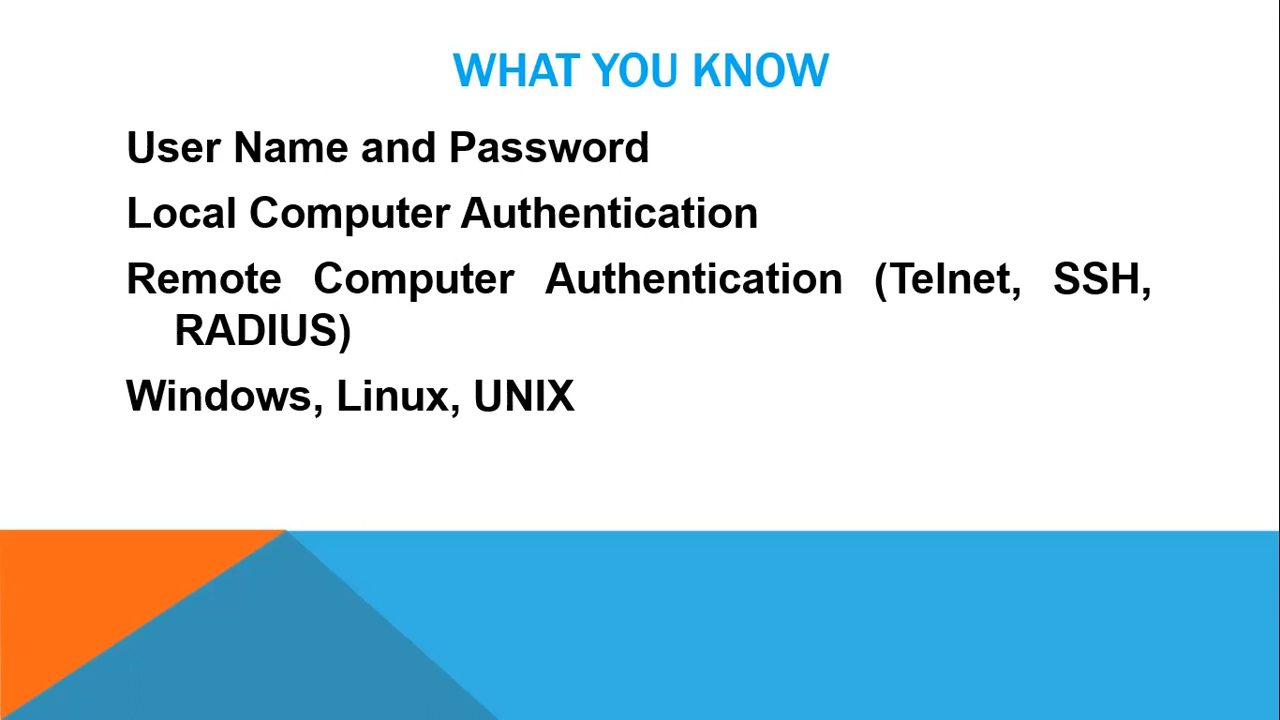 WHAT YOU KNOW
User Name and Password
Local Computer Authentication
Remote Computer Authentication (Telnet, SSH,
RADIUS)
Windows, Linux, UNIX